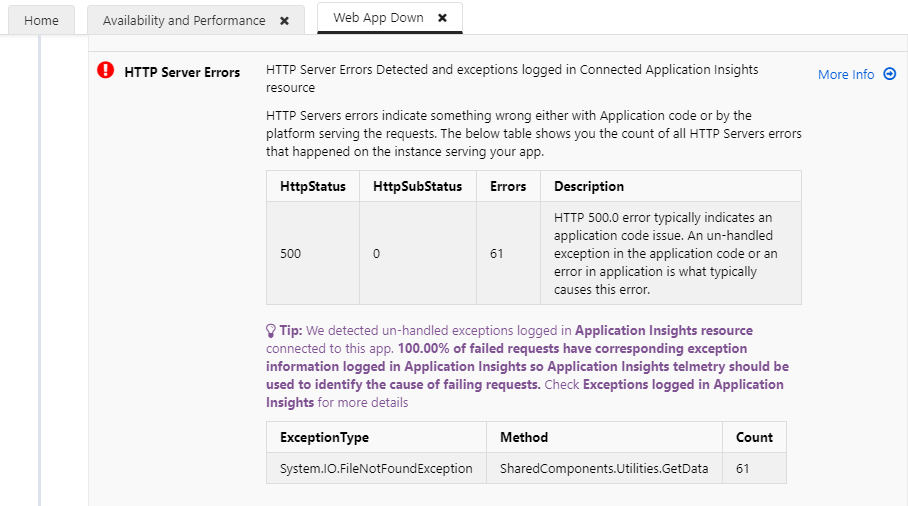 Home
Availability and Performance ✖
Web App Down ✖
HTTP Server Errors
HTTP Server Errors Detected and exceptions logged in Connected Application Insights
resource
More Info
HTTP Servers errors indicate something wrong either with Application code or by the
platform serving the requests. The below table shows you the count of all HTTP Servers errors
that happened on the instance serving your app.
HttpStatus HttpSubStatus Errors Description
500 0 61 HTTP 500.0 error typically indicates an
application code issue. An un-handled
exception in the application code or an
error in application is what typically
causes this error.
Tip: We detected un-handled exceptions logged in Application Insights resource
connected to this app. 100.00% of failed requests have corresponding exception
information logged in Application Insights so Application Insights telmetry should be
used to identify the cause of failing requests. Check Exceptions logged in Application
Insights for more details
ExceptionType Method Count
System.IO.FileNotFoundException SharedComponents.Utilities.GetData 61